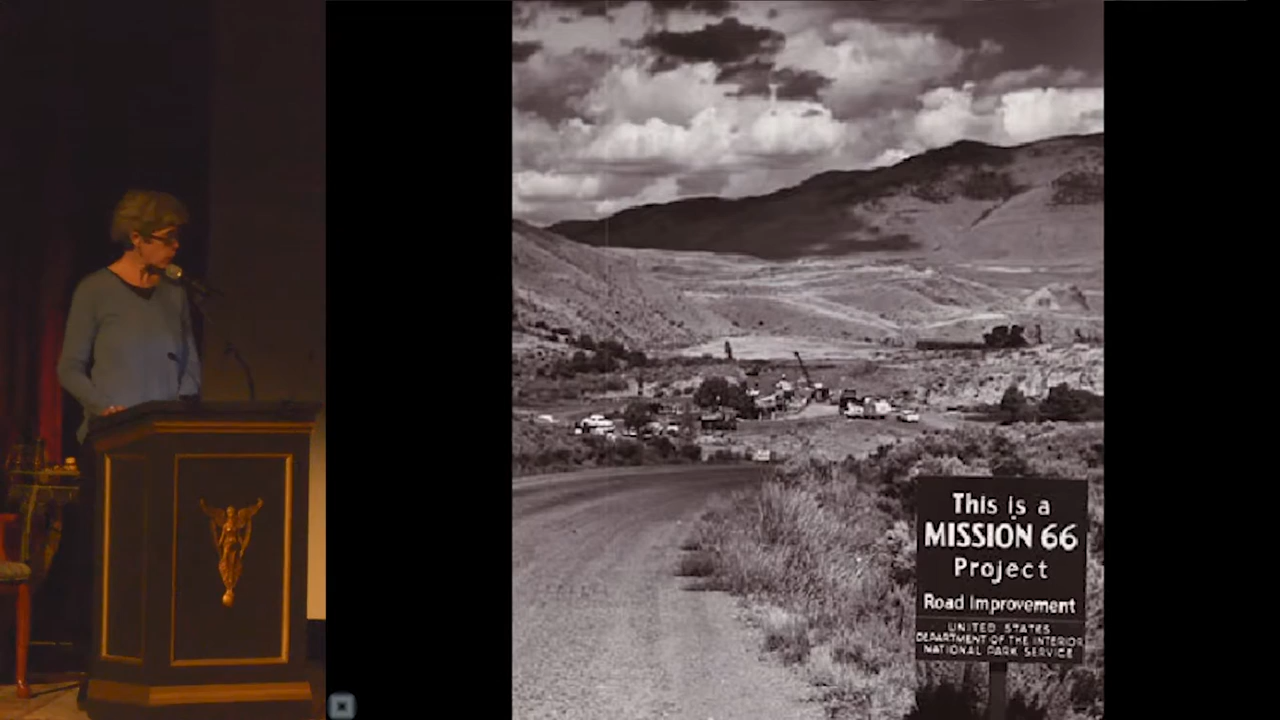 This is a
MISSION 66
Project
Road Improvement
UNITED STATES
DEPARTMENT OF THE INTERIOR
NATIONAL PARK SERVICE